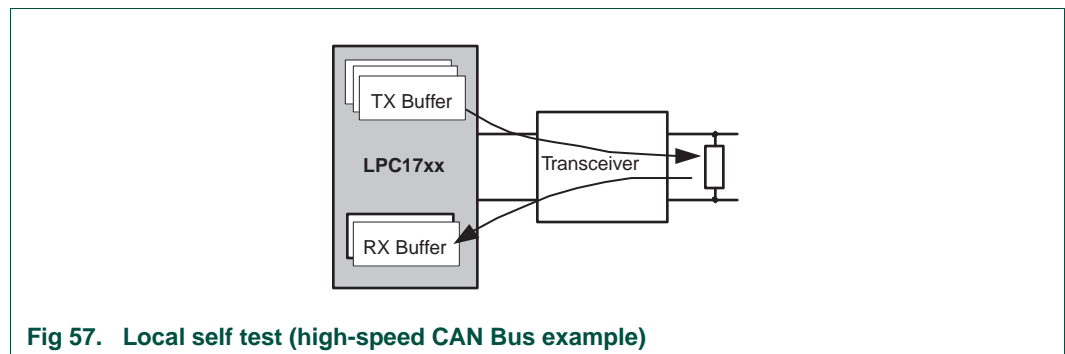 TX Buffer
LPC17xx
Transceiver
RX Buffer
Fig 57. Local self test (high-speed CAN Bus example)